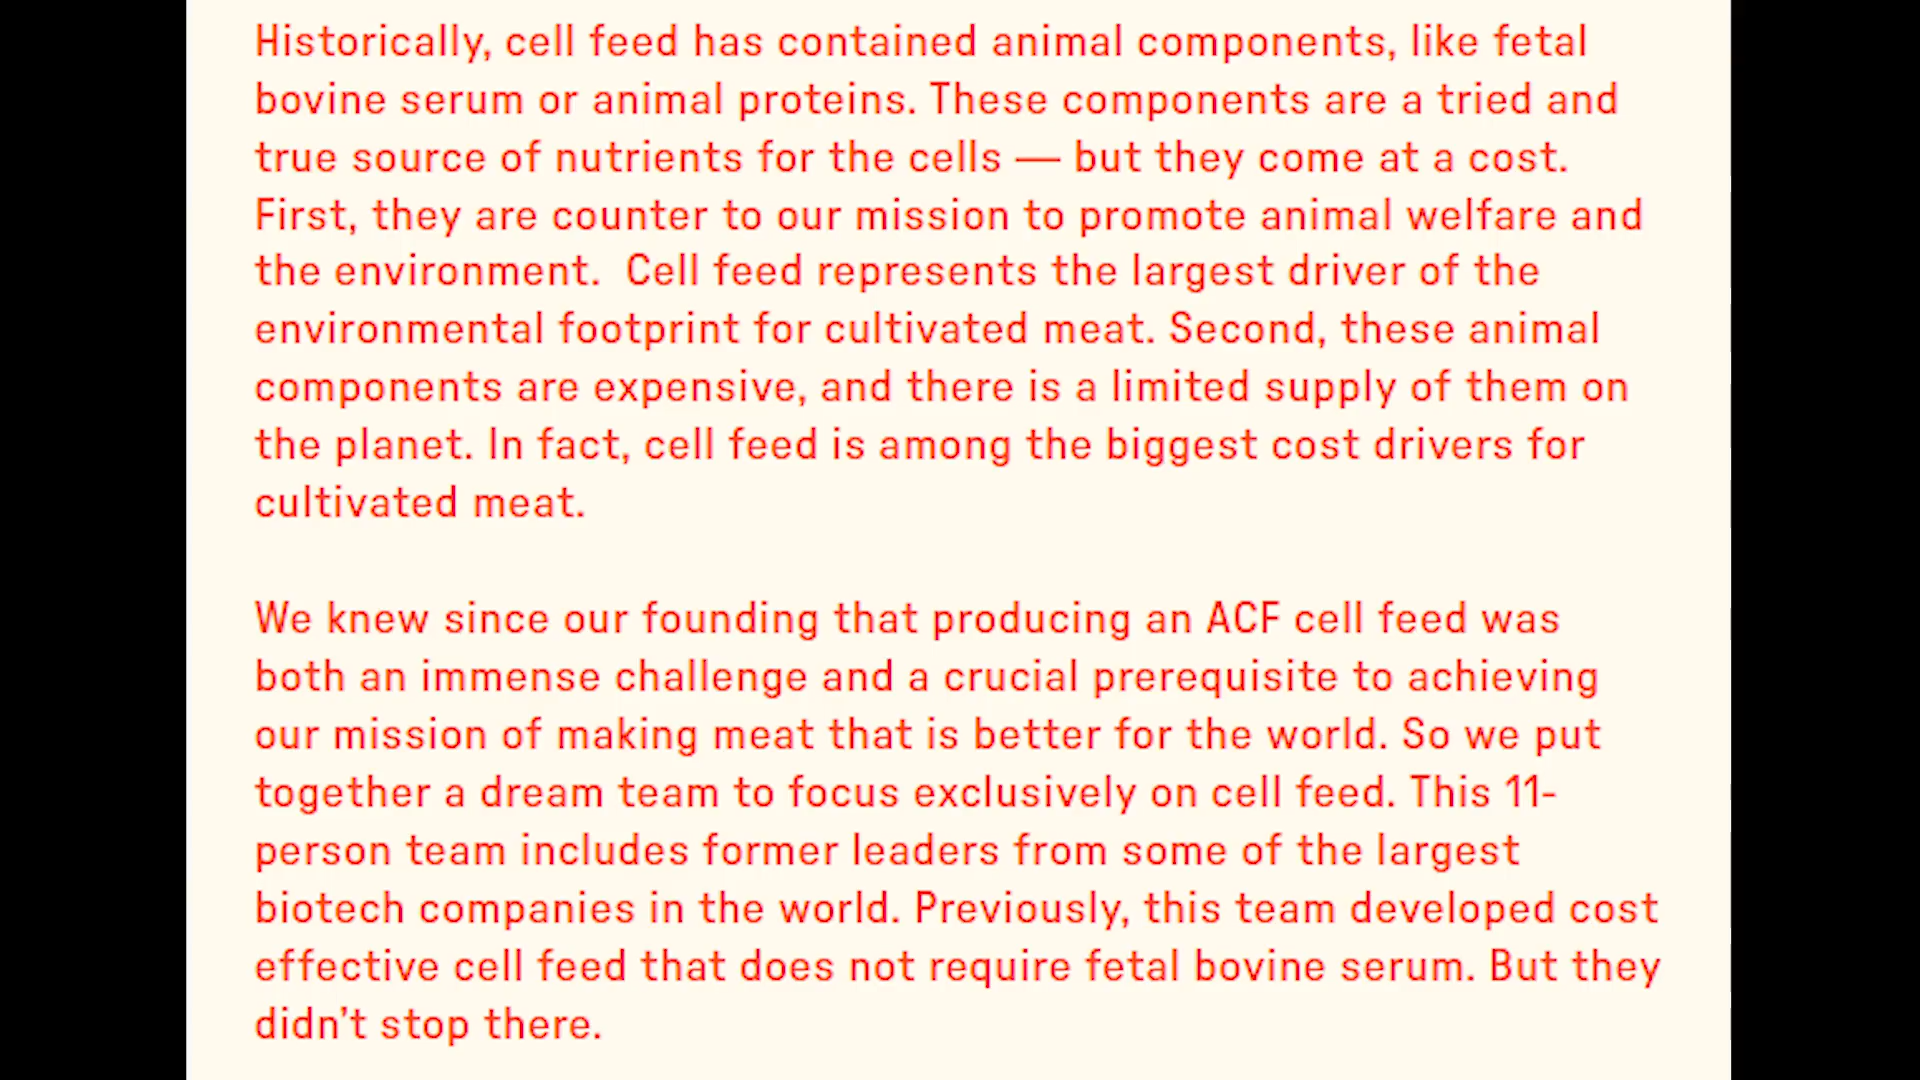 Historically, cell feed has contained animal components, like fetal
bovine serum or animal proteins. These components are a tried and
true source of nutrients for the cells — but they come at a cost.
First, they are counter to our mission to promote animal welfare and
the environment.  Cell feed represents the largest driver of the
environmental footprint for cultivated meat. Second, these animal
components are expensive, and there is a limited supply of them on
the planet. In fact, cell feed is among the biggest cost drivers for
cultivated meat.
We knew since our founding that producing an ACF cell feed was
both an immense challenge and a crucial prerequisite to achieving
our mission of making meat that is better for the world. So we put
together a dream team to focus exclusively on cell feed. This 11-
person team includes former leaders from some of the largest
biotech companies in the world. Previously, this team developed cost
effective cell feed that does not require fetal bovine serum. But they
didn’t stop there.